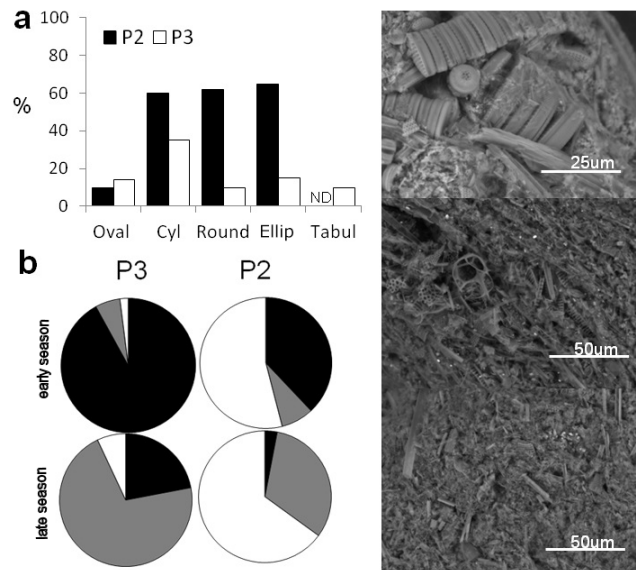 a
100
80
60
40
20
0
%
P2 P3
ND
Oval Cyl Round Ellip Tabul
b
P3 P2
early season
late season
25um
50um
50um